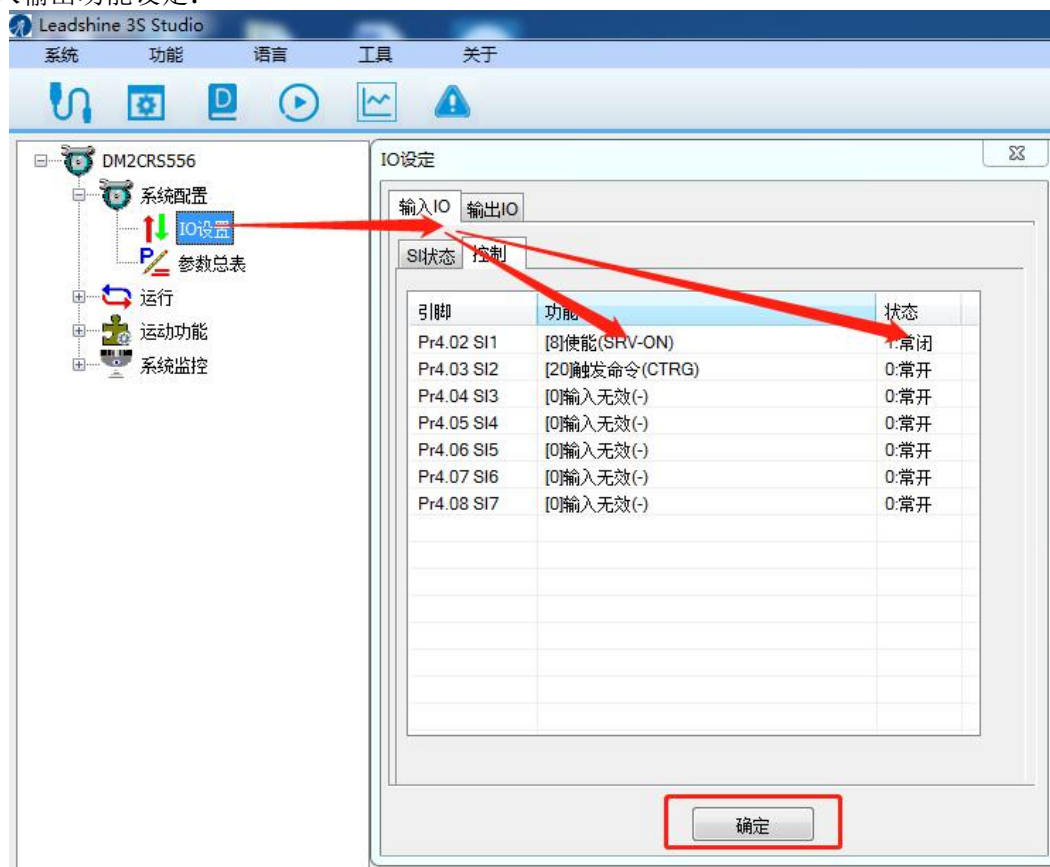 入输出功能设定：
Leadshine 3S Studio
系统 功能 语言 工具 关于
DM2CRS556
系统配置
IO设置
参数总表
运行
运动功能
系统监控
IO设定
输入IO 输出IO
SI状态 控制
引脚 功能 状态
Pr4.02 SI1 [8]使能(SRV-ON) 1:常闭
Pr4.03 SI2 [20]触发命令(CTRG) 0:常开
Pr4.04 SI3 [0]输入无效(-) 0:常开
Pr4.05 SI4 [0]输入无效(-) 0:常开
Pr4.06 SI5 [0]输入无效(-) 0:常开
Pr4.07 SI6 [0]输入无效(-) 0:常开
Pr4.08 SI7 [0]输入无效(-) 0:常开
确定